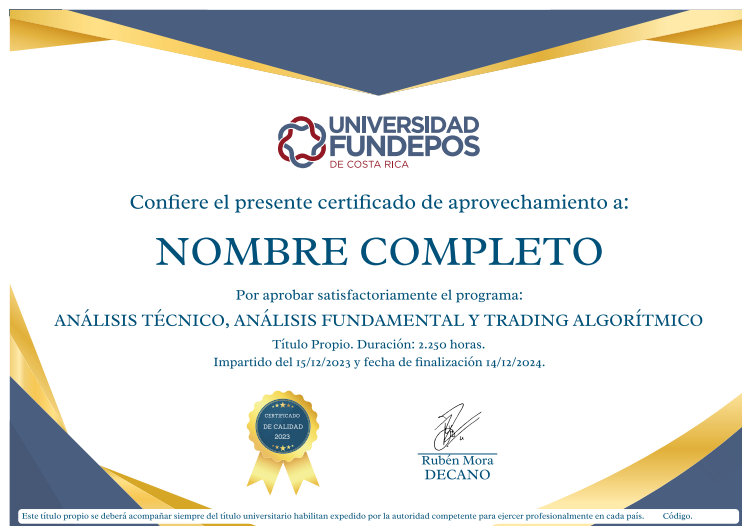 UNIVERSIDAD
FUNDEPOS
DE COSTA RICA
Confiere el presente certificado de aprovechamiento a:
NOMBRE COMPLETO
Por aprobar satisfactoriamente el programa:
ANÁLISIS TÉCNICO, ANÁLISIS FUNDAMENTAL Y TRADING ALGORÍTMICO
Título Propio. Duración: 2.250 horas.
Impartido del 15/12/2023 y fecha de finalización 14/12/2024.
CERTIFICADO
DE CALIDAD
2023
Rubén Mora
DECANO
Este título propio se deberá acompañar siempre del título universitario habilitan expedido por la autoridad competente para ejercer profesionalmente en cada país. Código.